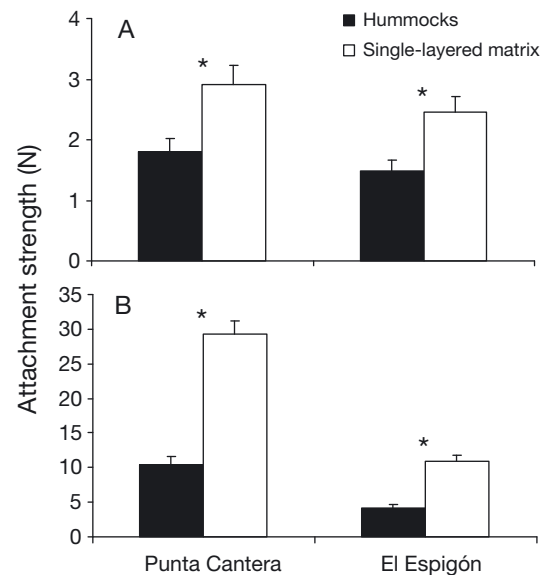 Attachment strength (N)
A
Hummocks
Single-layered matrix
4
3
2
1
0
*
*
B
35
30
25
20
15
10
5
0
*
*
Punta Cantera El Espigón